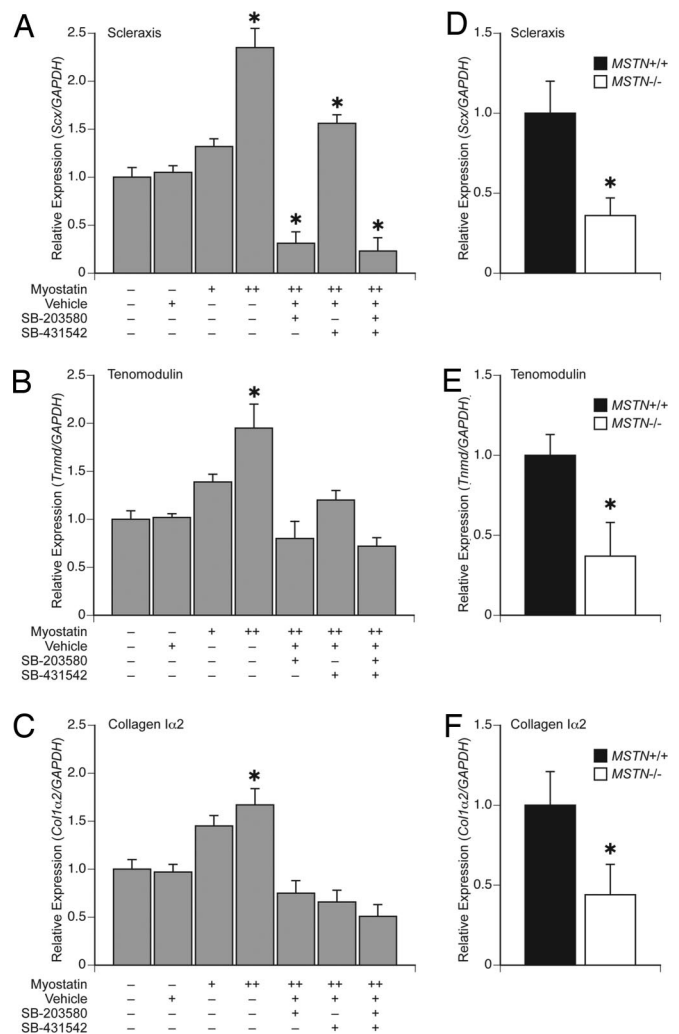 A
Scleraxis
Relative Expression (Scx/GAPDH)
2.5
2.0
1.5
1.0
0.5
0
* * * *
Myostatin – – + ++ ++ ++ ++
Vehicle – + – – + + +
SB-203580 – – – – + – +
SB-431542 – – – – – + +
D
Scleraxis
Relative Expression (Scx/GAPDH)
1.5
1.0
0.5
0
MSTN+/+
MSTN-/-
*
B
Tenomodulin
Relative Expression (Tnmd/GAPDH)
2.5
2.0
1.5
1.0
0.5
0
*
Myostatin – – + ++ ++ ++ ++
Vehicle – + – – + + +
SB-203580 – – – – + – +
SB-431542 – – – – – + +
E
Tenomodulin
Relative Expression (Tnmd/GAPDH)
1.5
1.0
0.5
0
MSTN+/+
MSTN-/-
*
C
Collagen Iα2
Relative Expression (Col1α2/GAPDH)
2.5
2.0
1.5
1.0
0.5
0
*
Myostatin – – + ++ ++ ++ ++
Vehicle – + – – + + +
SB-203580 – – – – + – +
SB-431542 – – – – – + +
F
Collagen Iα2
Relative Expression (Col1α2/GAPDH)
1.5
1.0
0.5
0
MSTN+/+
MSTN-/-
*